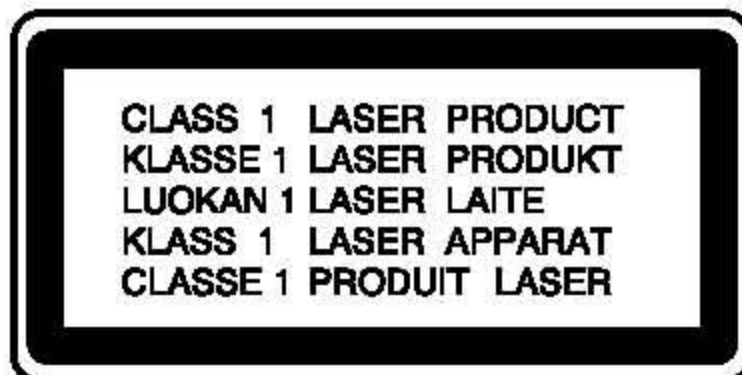 CLASS 1 LASER PRODUCT
KLASSE 1 LASER PRODUKT
LUOKAN 1 LASER LAITE
KLASS 1 LASER APPARAT
CLASSE 1 PRODUIT LASER